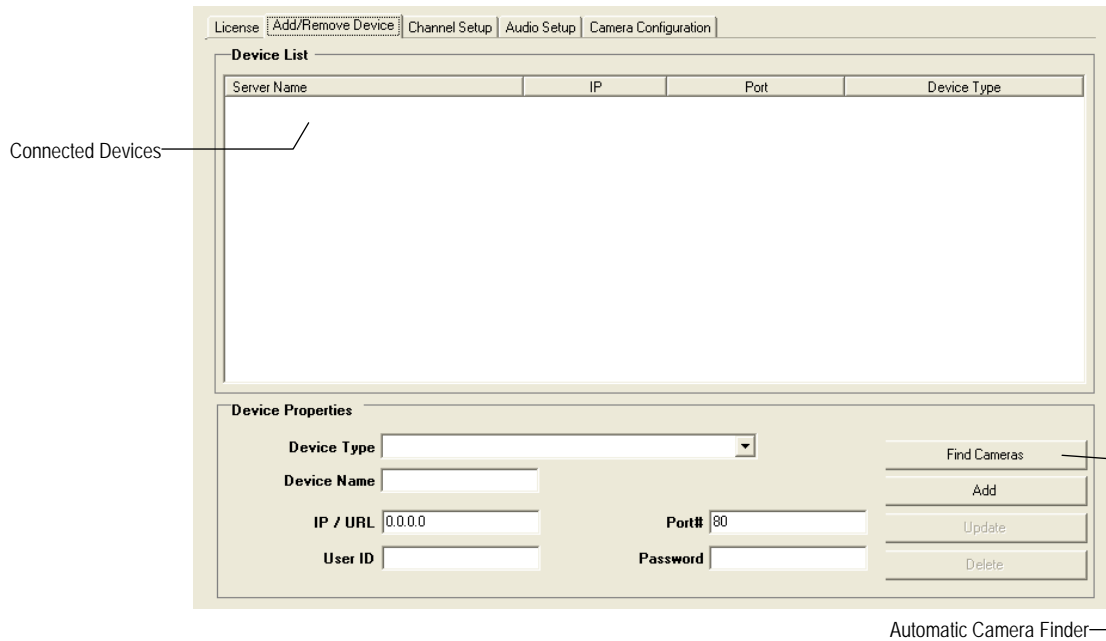 License Add/Remove Device Channel Setup Audio Setup Camera Configuration
Device List
Server Name IP Port Device Type
Connected Devices
Device Properties
Device Type
Find Cameras
Device Name
Add
IP / URL 0.0.0.0 Port# 80
Update
User ID Password
Delete
Automatic Camera Finder